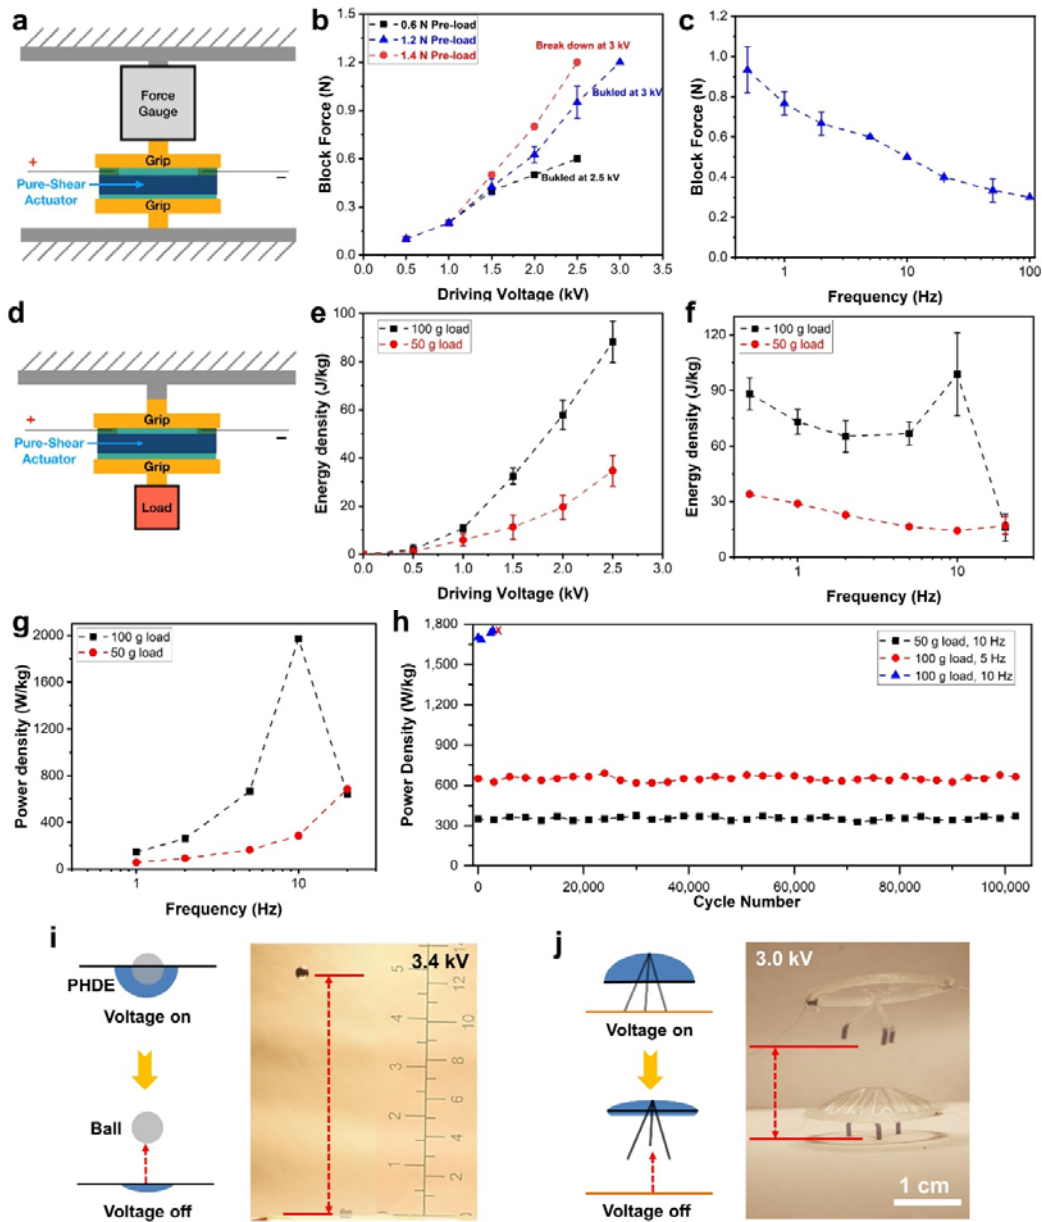 a
Force
Gauge
Grip
+
−
Pure-Shear
Actuator
Grip
b
Block Force (N)
1.5
1.2
0.9
0.6
0.3
0.0
0.6 N Pre-load
1.2 N Pre-load
1.4 N Pre-load
Break down at 3 kV
Bukled at 3 kV
Bukled at 2.5 kV
0.0 0.5 1.0 1.5 2.0 2.5 3.0 3.5
Driving Voltage (kV)
c
Block Force (N)
1.2
1.0
0.8
0.6
0.4
0.2
0.0
1 10 100
Frequency (Hz)
d
+
Grip
−
Pure-Shear
Actuator
Grip
Load
e
Energy density (J/kg)
100
80
60
40
20
0
100 g load
50 g load
0.0 0.5 1.0 1.5 2.0 2.5 3.0
Driving Voltage (kV)
f
Energy density (J/kg)
120
90
60
30
0
100 g load
50 g load
1 10
Frequency (Hz)
g
Power density (W/kg)
2000
1600
1200
800
400
0
100 g load
50 g load
1 10
Frequency (Hz)
h
Power Density (W/kg)
1,800
1,500
1,200
900
600
300
0
x
50 g load, 10 Hz
100 g load, 5 Hz
100 g load, 10 Hz
0 20,000 40,000 60,000 80,000 100,000
Cycle Number
i
PHDE
Voltage on
Ball
Voltage off
3.4 kV
5
4
3
2
1
12
10
8
6
4
2
j
Voltage on
Voltage off
3.0 kV
1 cm